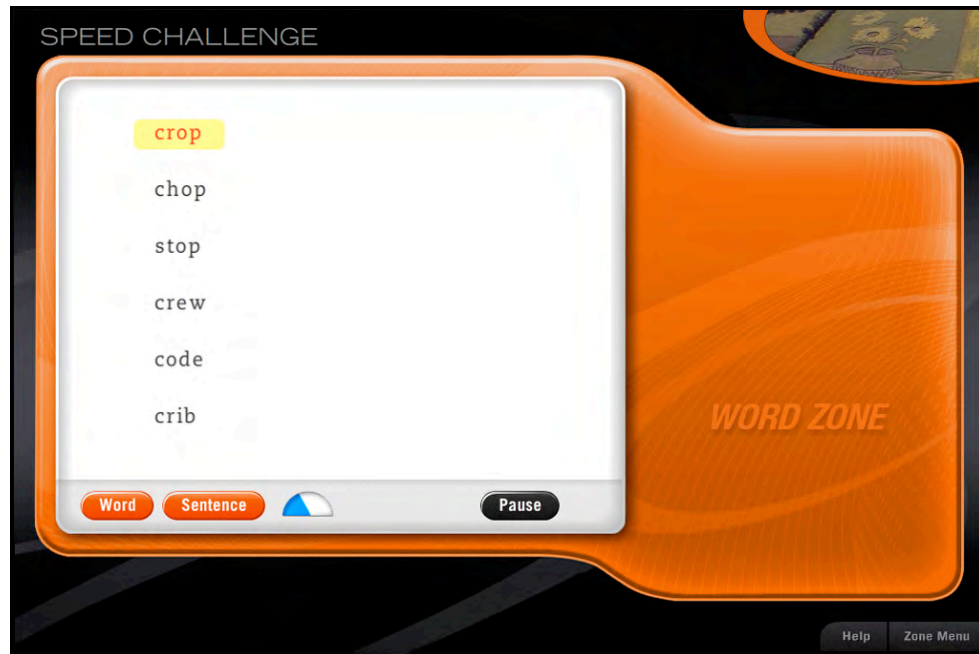 SPEED CHALLENGE
crop
chop
stop
crew
code
crib
WORD ZONE
Word Sentence Pause
Help Zone Menu